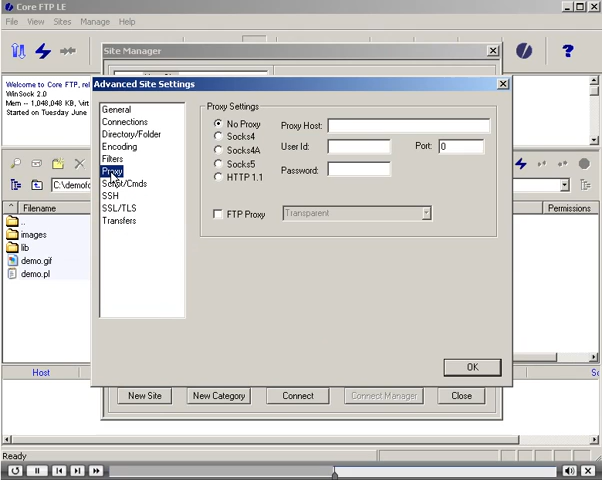 Core FTP LE
File View Sites Manage Help
Site Manager
Welcome to Core FTP, rel
WinSock 2.0
Mem -- 1,048,048 KB, Virt
Started on Tuesday June
Advanced Site Settings
General
Connections
Directory/Folder
Encoding
Filters
Proxy
Script/Cmds
SSH
SSL/TLS
Transfers
Proxy Settings
No Proxy
Socks4
Socks4A
Socks5
HTTP 1.1
Proxy Host:
User Id:
Port: 0
Password:
FTP Proxy
Transparent
OK
C:\demofo
^ Filename
Permissions
..
images
lib
demo.gif
demo.pl
Host
So
New Site
New Category
Connect
Connect Manager
Close
Ready